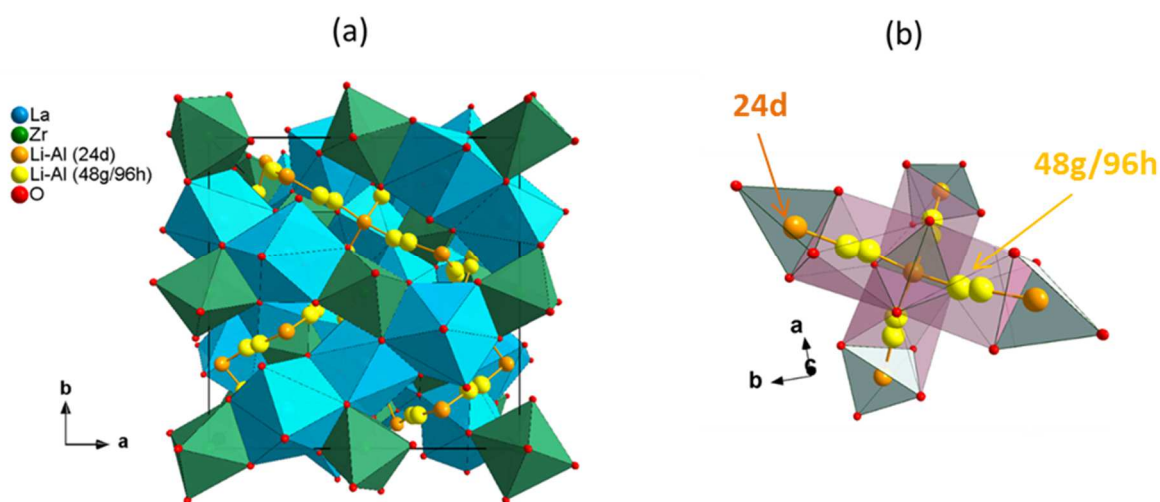 (a)
(b)
La
Zr
Li-Al (24d)
Li-Al (48g/96h)
O
24d
48g/96h
b
a
a
b
c